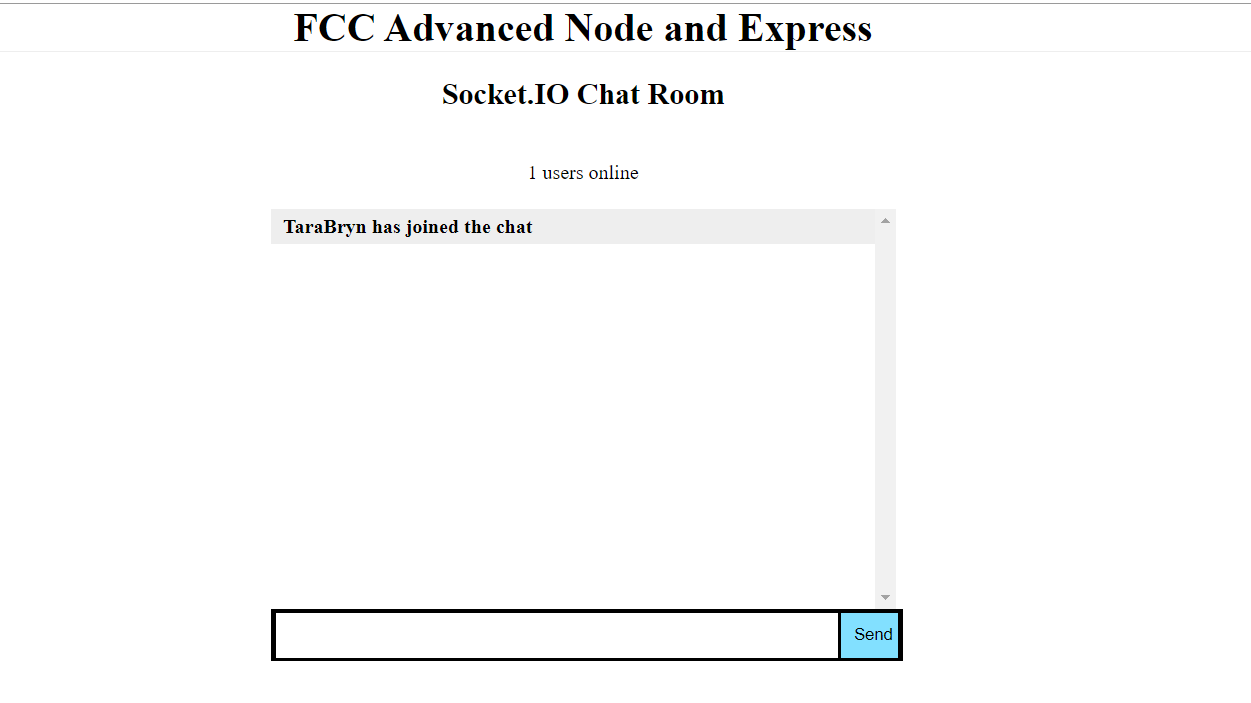 FCC Advanced Node and Express
Socket.IO Chat Room
1 users online
TaraBryn has joined the chat
Send